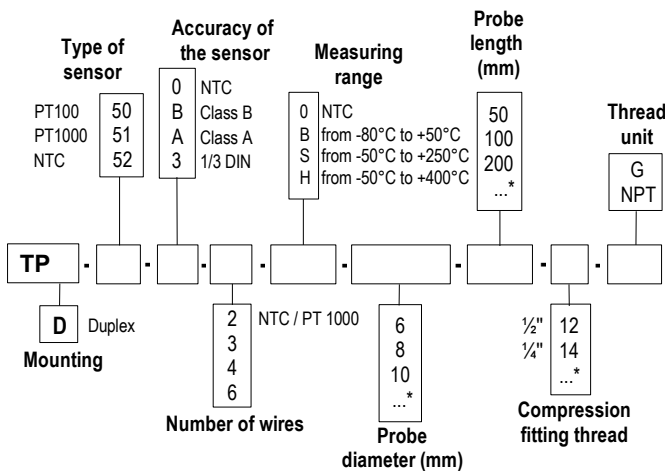 Type of
sensor
PT100 50
PT1000 51
NTC 52
Accuracy of
the sensor
0 NTC
B Class B
A Class A
3 1/3 DIN
Measuring
range
0 NTC
B from -80°C to +50°C
S from -50°C to +250°C
H from -50°C to +400°C
Probe
length
(mm)
50
100
200
...*
Thread
unit
G
NPT
TP - - - - - - -
D Duplex
Mounting
2 NTC / PT 1000
3
4
6
Number of wires
6
8
10
...*
Probe
diameter (mm)
½" 12
¼" 14
...*
Compression
fitting thread